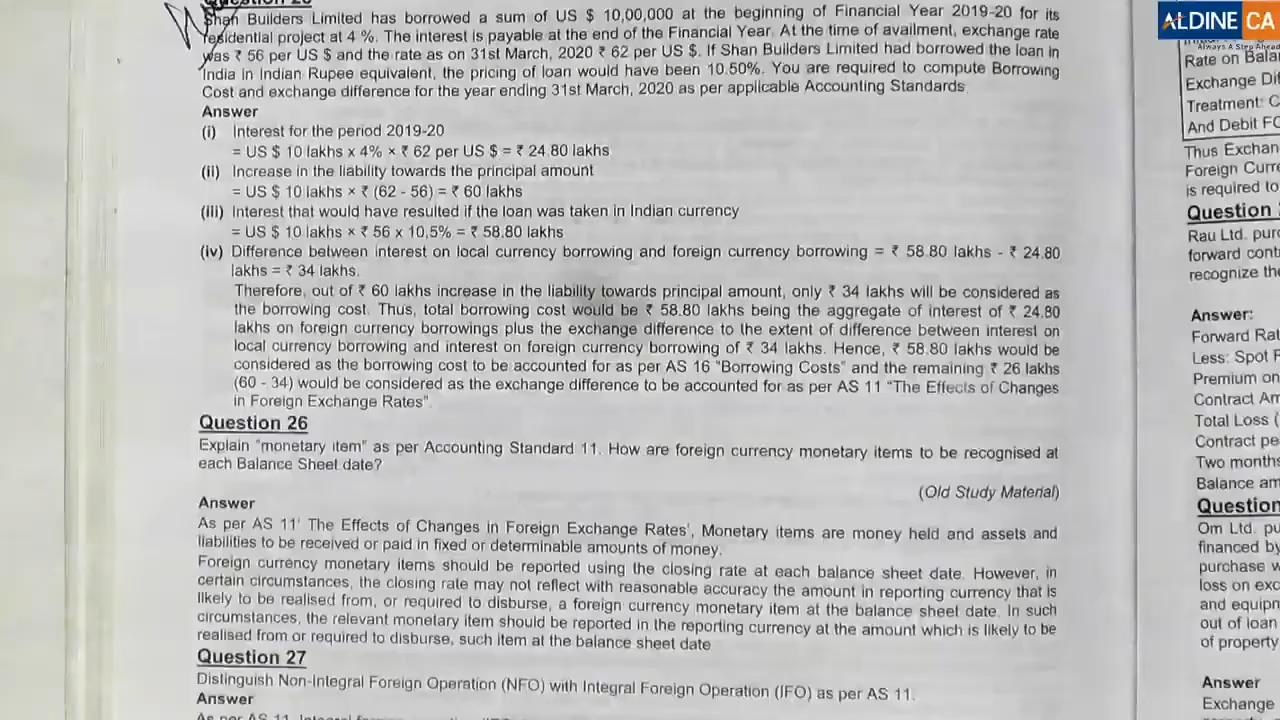 Question 25
Shan Builders Limited has borrowed a sum of US $ 10,00,000 at the beginning of Financial Year 2019-20 for its
residential project at 4 %. The interest is payable at the end of the Financial Year. At the time of availment, exchange rate
was ₹ 56 per US $ and the rate as on 31st March, 2020 ₹ 62 per US $. If Shan Builders Limited had borrowed the loan in
India in Indian Rupee equivalent, the pricing of loan would have been 10.50%. You are required to compute Borrowing
Cost and exchange difference for the year ending 31st March, 2020 as per applicable Accounting Standards.
Answer
(i) Interest for the period 2019-20
= US $ 10 lakhs x 4% × ₹ 62 per US $ = ₹ 24.80 lakhs
(ii) Increase in the liability towards the principal amount
= US $ 10 lakhs × ₹ (62 - 56) = ₹ 60 lakhs
(iii) Interest that would have resulted if the loan was taken in Indian currency
= US $ 10 lakhs × ₹ 56 x 10.5% = ₹ 58.80 lakhs
(iv) Difference between interest on local currency borrowing and foreign currency borrowing = ₹ 58.80 lakhs - ₹ 24.80
lakhs = ₹ 34 lakhs.
Therefore, out of ₹ 60 lakhs increase in the liability towards principal amount, only ₹ 34 lakhs will be considered as
the borrowing cost. Thus, total borrowing cost would be ₹ 58.80 lakhs being the aggregate of interest of ₹ 24.80
lakhs on foreign currency borrowings plus the exchange difference to the extent of difference between interest on
local currency borrowing and interest on foreign currency borrowing of ₹ 34 lakhs. Hence, ₹ 58.80 lakhs would be
considered as the borrowing cost to be accounted for as per AS 16 "Borrowing Costs" and the remaining ₹ 26 lakhs
(60 - 34) would be considered as the exchange difference to be accounted for as per AS 11 "The Effects of Changes
in Foreign Exchange Rates".
Question 26
Explain "monetary item" as per Accounting Standard 11. How are foreign currency monetary items to be recognised at
each Balance Sheet date?
(Old Study Material)
Answer
As per AS 11' The Effects of Changes in Foreign Exchange Rates', Monetary items are money held and assets and
liabilities to be received or paid in fixed or determinable amounts of money.
Foreign currency monetary items should be reported using the closing rate at each balance sheet date. However, in
certain circumstances, the closing rate may not reflect with reasonable accuracy the amount in reporting currency that is
likely to be realised from, or required to disburse, a foreign currency monetary item at the balance sheet date. In such
circumstances, the relevant monetary item should be reported in the reporting currency at the amount which is likely to be
realised from or required to disburse, such item at the balance sheet date
Question 27
Distinguish Non-Integral Foreign Operation (NFO) with Integral Foreign Operation (IFO) as per AS 11.
Answer
ALDINE CA
Always A Step Ahead
Rate on Balan
Exchange Dif
Treatment: C
And Debit FC
Thus Exchan
Foreign Curre
is required to
Question
Rau Ltd. purc
forward cont
recognize the
Answer:
Forward Rat
Less: Spot F
Premium on
Contract Am
Total Loss (
Contract pe
Two months
Balance am
Question
Om Ltd. pu
financed by
purchase w
loss on exc
and equipn
out of loan
of property
Answer
Exchange